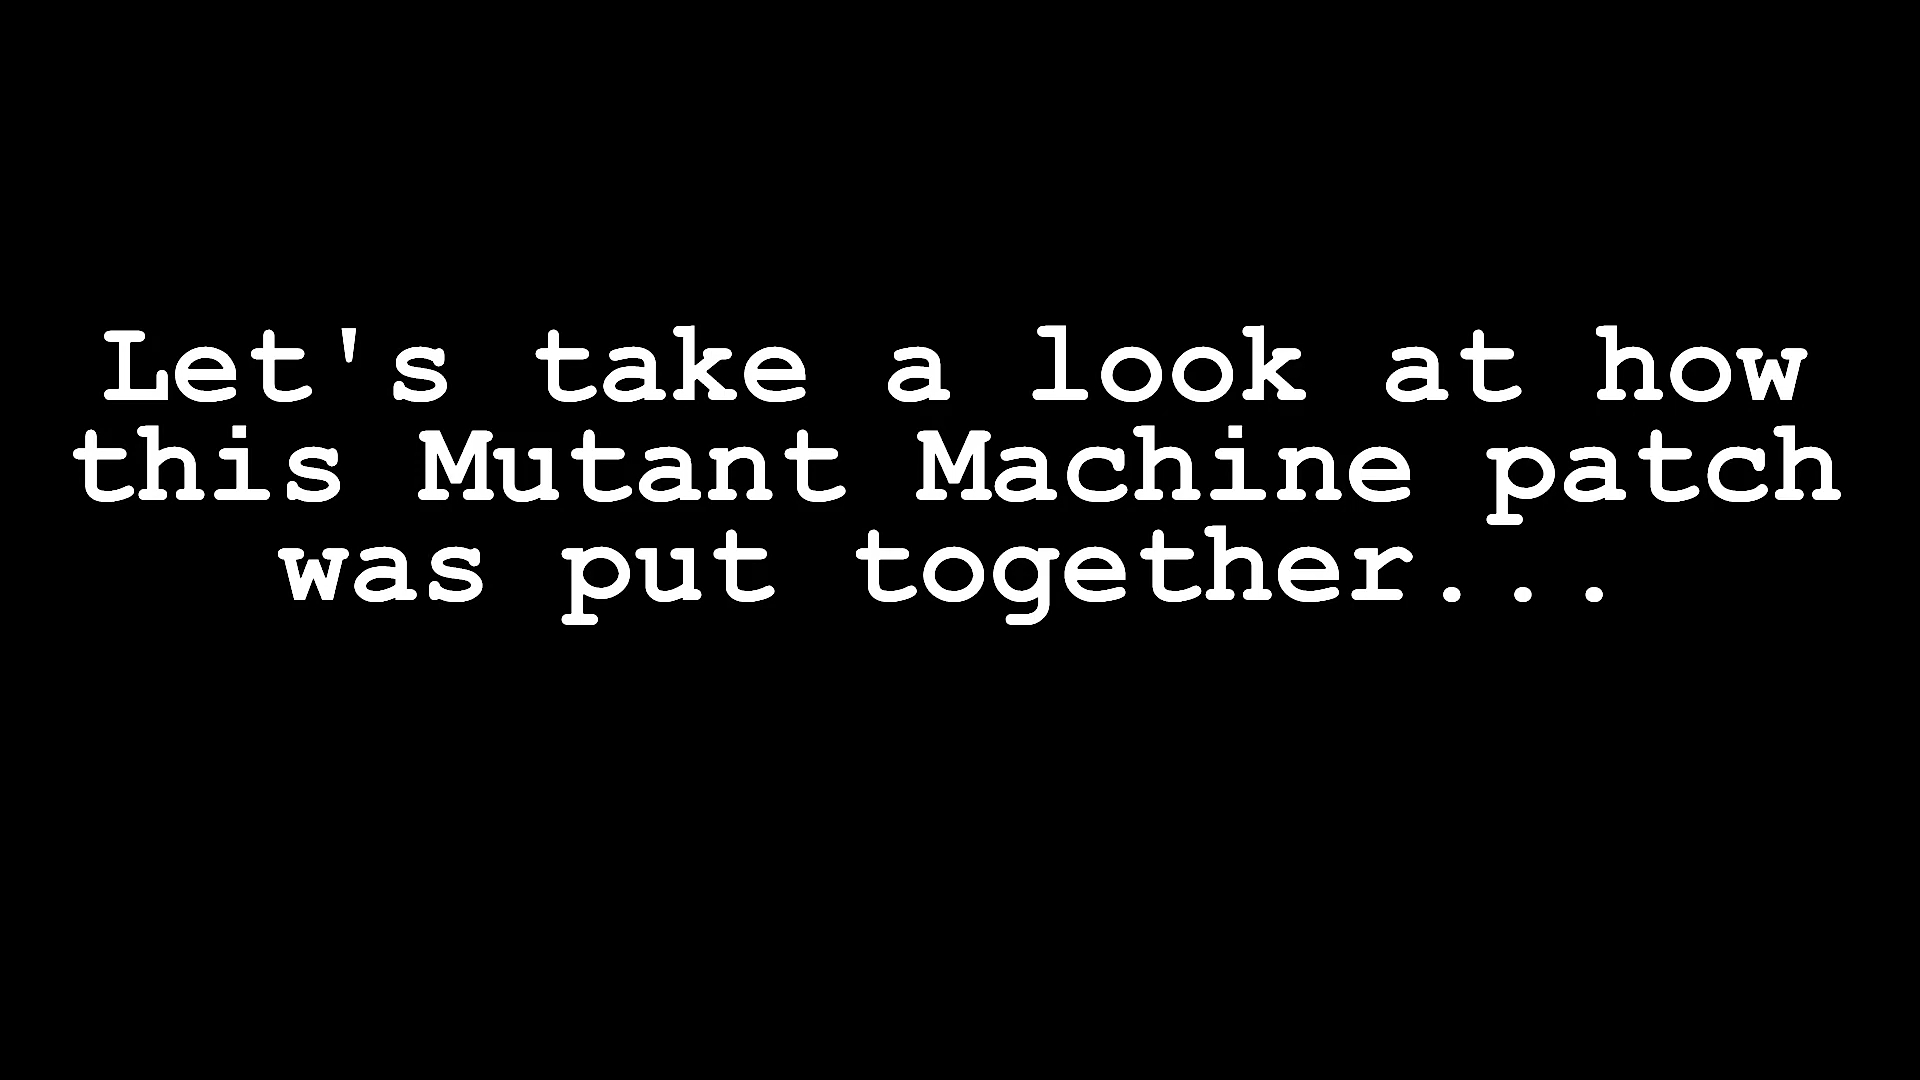 Let's take a look at how
this Mutant Machine patch
was put together...